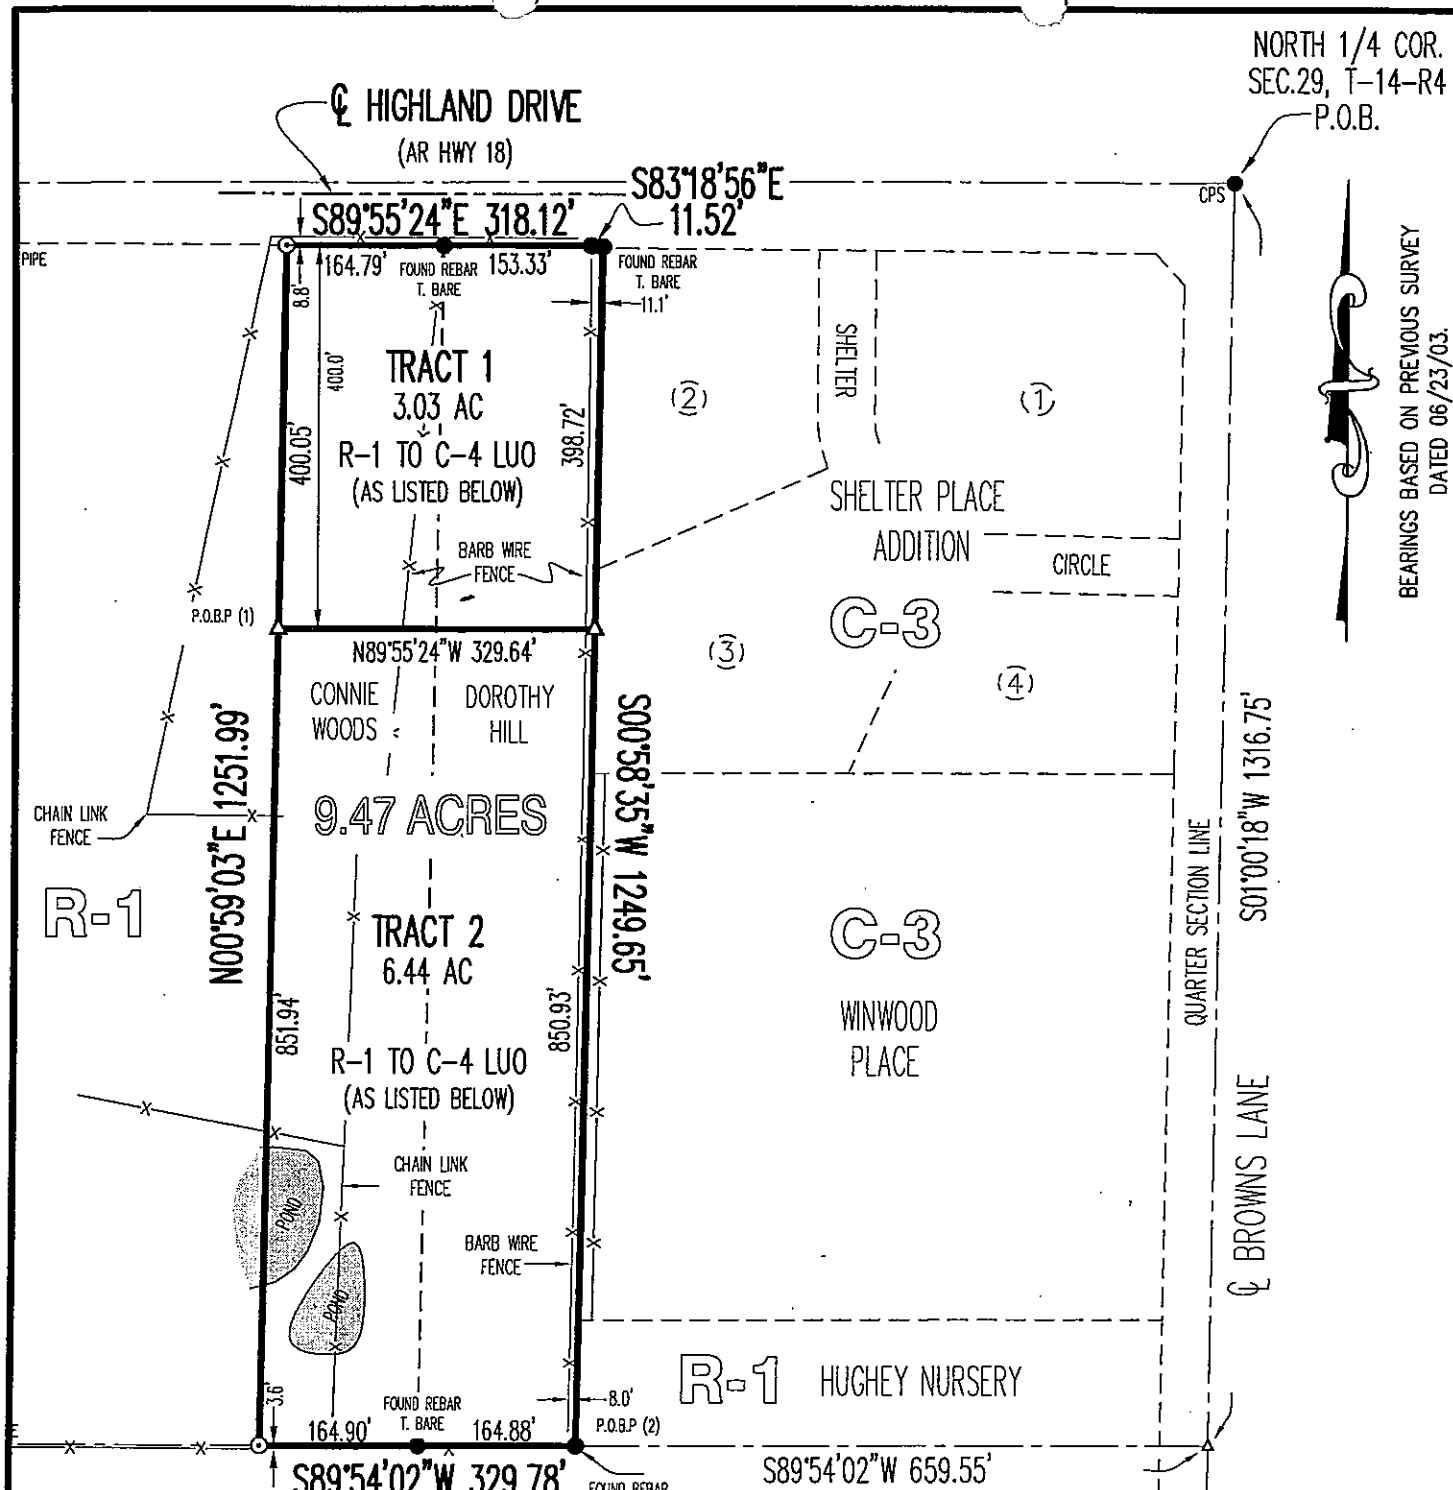 NORTH 1/4 COR.
SEC.29, T-14-R4
P.O.B.
℄ HIGHLAND DRIVE
(AR HWY 18)
S83°18'56"E
11.52'
CPS
S89°55'24"E 318.12'
PIPE
164.79'
FOUND REBAR
T. BARE
153.33'
FOUND REBAR
T. BARE
11.1'
8.8'
400.0'
400.05'
398.72'
TRACT 1
3.03 AC
R-1 TO C-4 LUO
(AS LISTED BELOW)
BARB WIRE
FENCE
SHELTER
2
1
SHELTER PLACE
ADDITION
CIRCLE
C-3
3
4
BEARINGS BASED ON PREVIOUS SURVEY
DATED 06/23/03.
P.O.B.P (1)
N89°55'24"W 329.64'
CONNIE
WOODS
DOROTHY
HILL
N00°59'03"E 1251.99'
S00°58'35"W 1249.65'
S01°00'18"W 1316.75'
QUARTER SECTION LINE
CHAIN LINK
FENCE
9.47 ACRES
R-1
TRACT 2
6.44 AC
851.94'
850.93'
R-1 TO C-4 LUO
(AS LISTED BELOW)
C-3
WINWOOD
PLACE
℄ BROWNS LANE
CHAIN LINK
FENCE
POND
POND
BARB WIRE
FENCE
R-1 HUGHEY NURSERY
3.6'
8.0'
164.90'
FOUND REBAR
T. BARE
164.88'
P.O.B.P (2)
S89°54'02"W 329.78'
FOUND REBAR
S89°54'02"W 659.55'